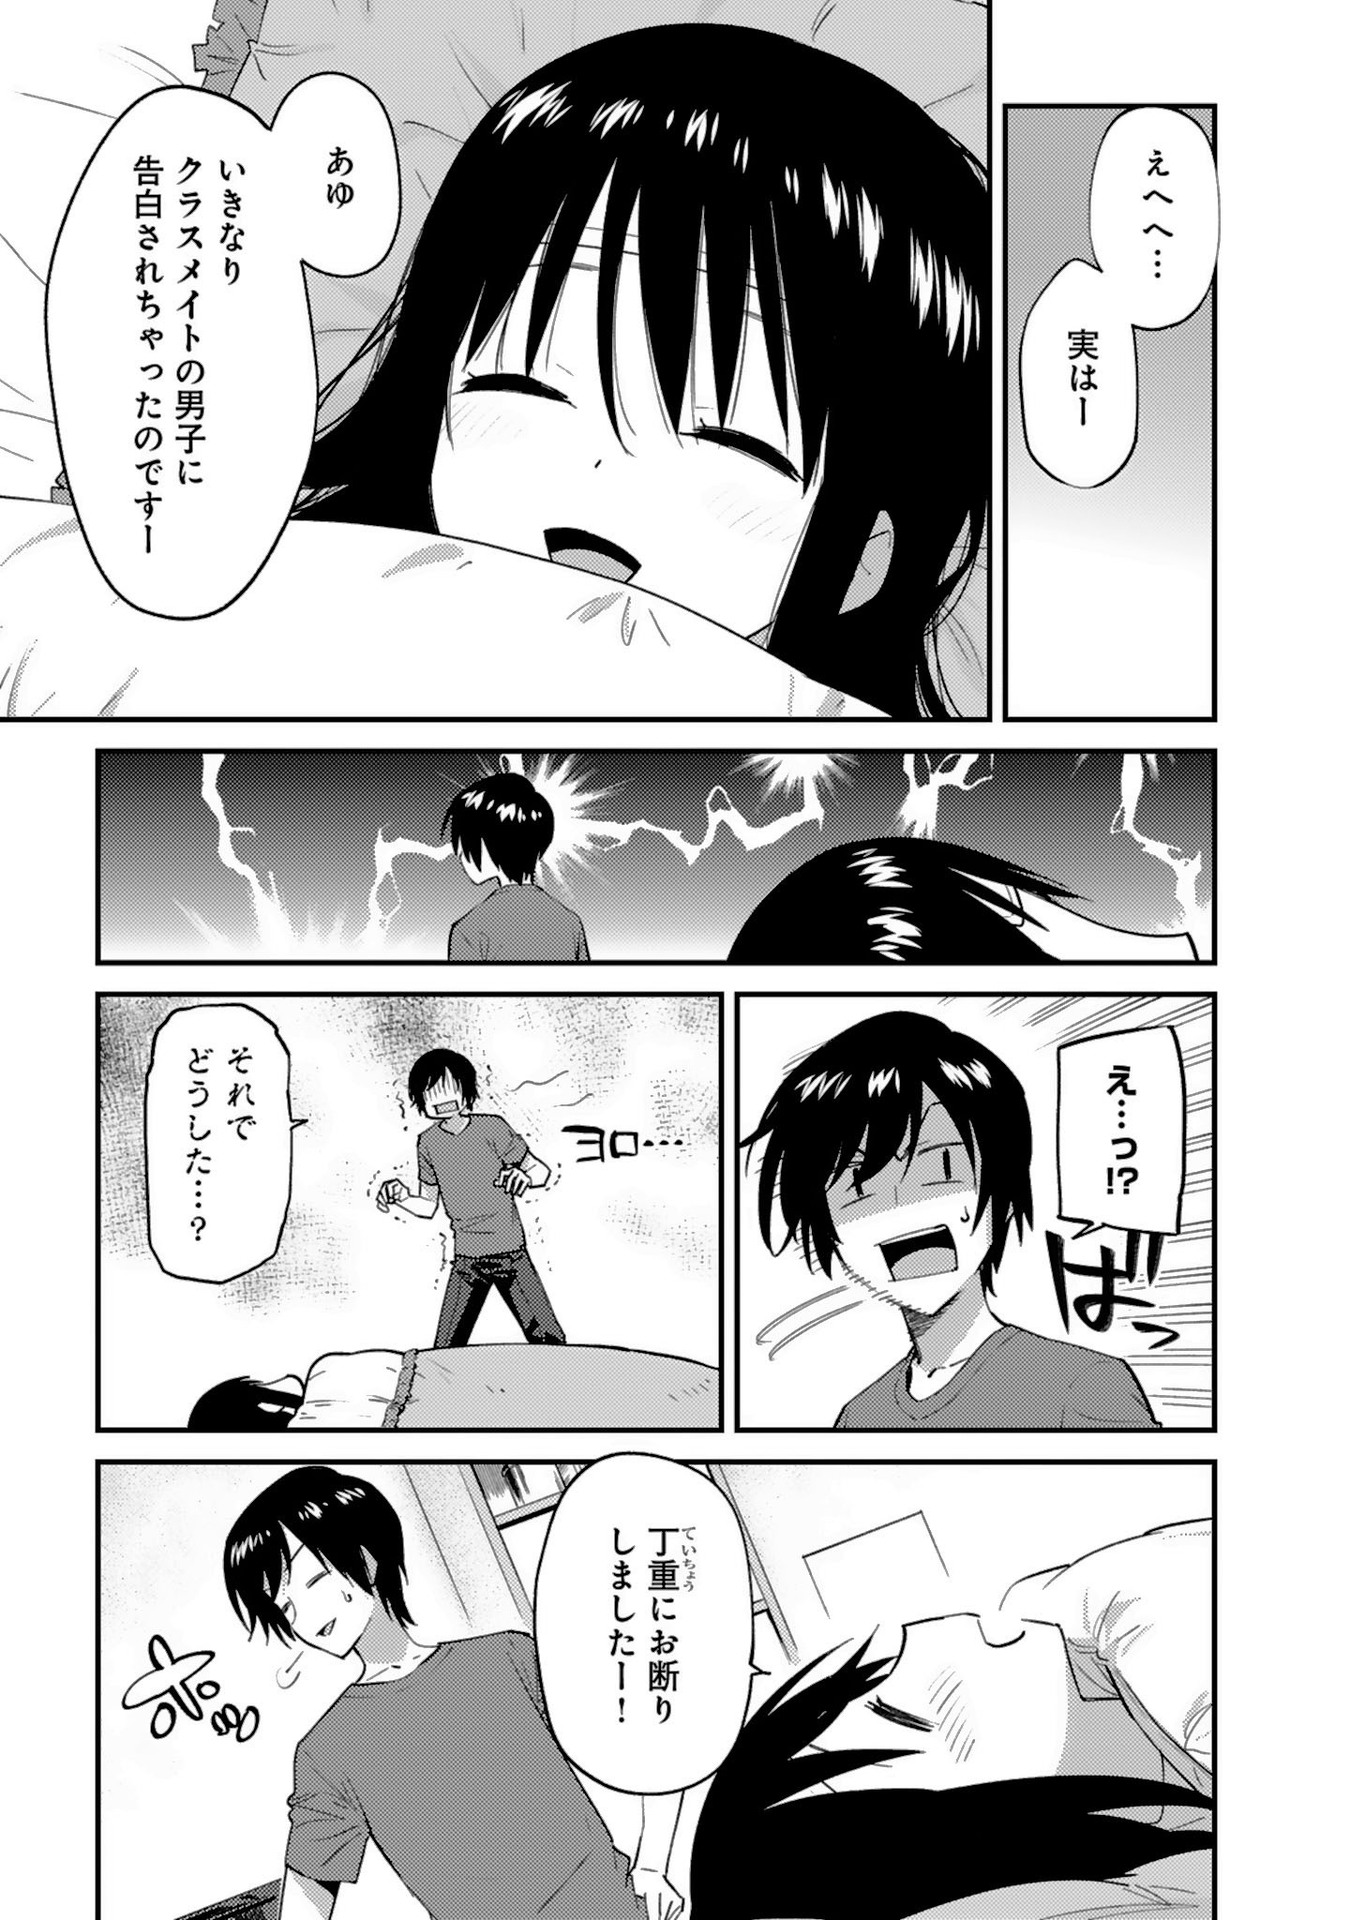 えへへ…
実はー
あゆ
いきなり
クラスメイトの男子に
告白されちゃったのですー
え…っ!?
ばっ
それで
どうした…?
ヨロ…
丁重にお断り
ていちょう
しましたー!
ホッ